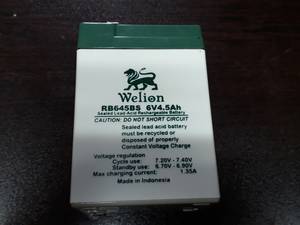 Welion
RB645BS 6V4.5Ah
Sealed Lead-Acid Rechargeable Battery
CAUTION: DO NOT SHORT CIRCUIT
Sealed lead acid battery
must be recycled or
disposed of properly
Constant Voltage Charge
Voltage regulation
Cycle use: 7.20V - 7.40V
Standby use: 6.70V - 6.90V
Max charging current: 1.35A
Made in Indonesia